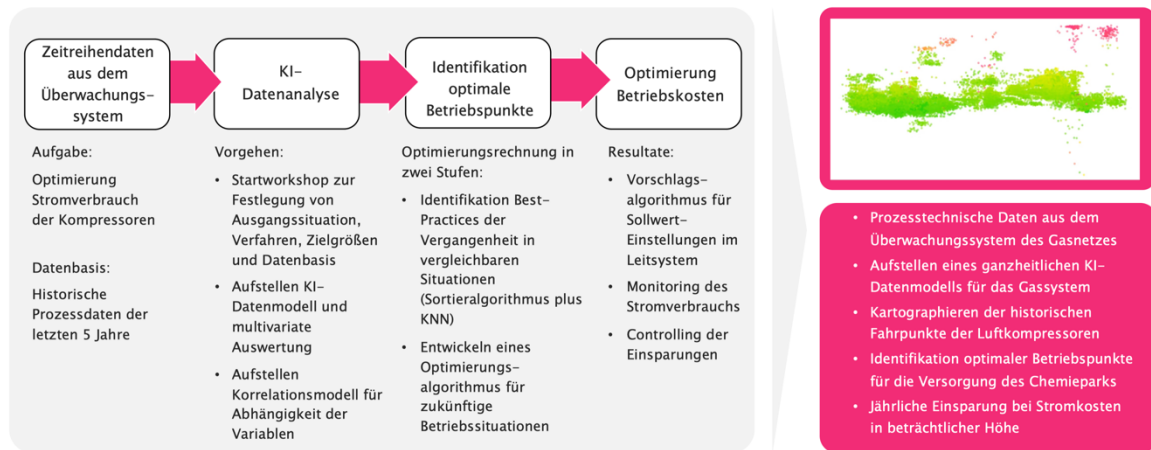 Zeitreihendaten
aus dem
Überwachungs-
system
KI-
Datenanalyse
Identifikation
optimale
Betriebspunkte
Optimierung
Betriebskosten
Aufgabe:
Optimierung
Stromverbrauch
der Kompressoren
Datenbasis:
Historische
Prozessdaten der
letzten 5 Jahre
Vorgehen:
• Startworkshop zur
Festlegung von
Ausgangssituation,
Verfahren, Zielgrößen
und Datenbasis
• Aufstellen KI-
Datenmodell und
multivariate
Auswertung
• Aufstellen
Korrelationsmodell für
Abhängigkeit der
Variablen
Optimierungsrechnung in
zwei Stufen:
• Identifikation Best-
Practices der
Vergangenheit in
vergleichbaren
Situationen
(Sortieralgorithmus plus
KNN)
• Entwickeln eines
Optimierungs-
algorithmus für
zukünftige
Betriebssituationen
Resultate:
• Vorschlags-
algorithmus für
Sollwert-
Einstellungen im
Leitsystem
• Monitoring des
Stromverbrauchs
• Controlling der
Einsparungen
• Prozesstechnische Daten aus dem
Überwachungssystem des Gasnetzes
• Aufstellen eines ganzheitlichen KI-
Datenmodells für das Gassystem
• Kartographieren der historischen
Fahrpunkte der Luftkompressoren
• Identifikation optimaler Betriebspunkte
für die Versorgung des Chemieparks
• Jährliche Einsparung bei Stromkosten
in beträchtlicher Höhe